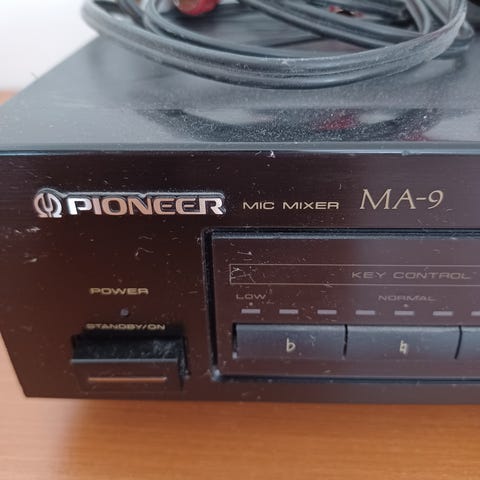 PIONEER MIC MIXER MA-9
KEY CONTROL
POWER
LOW NORMAL
STANDBY/ON
♭ ♮